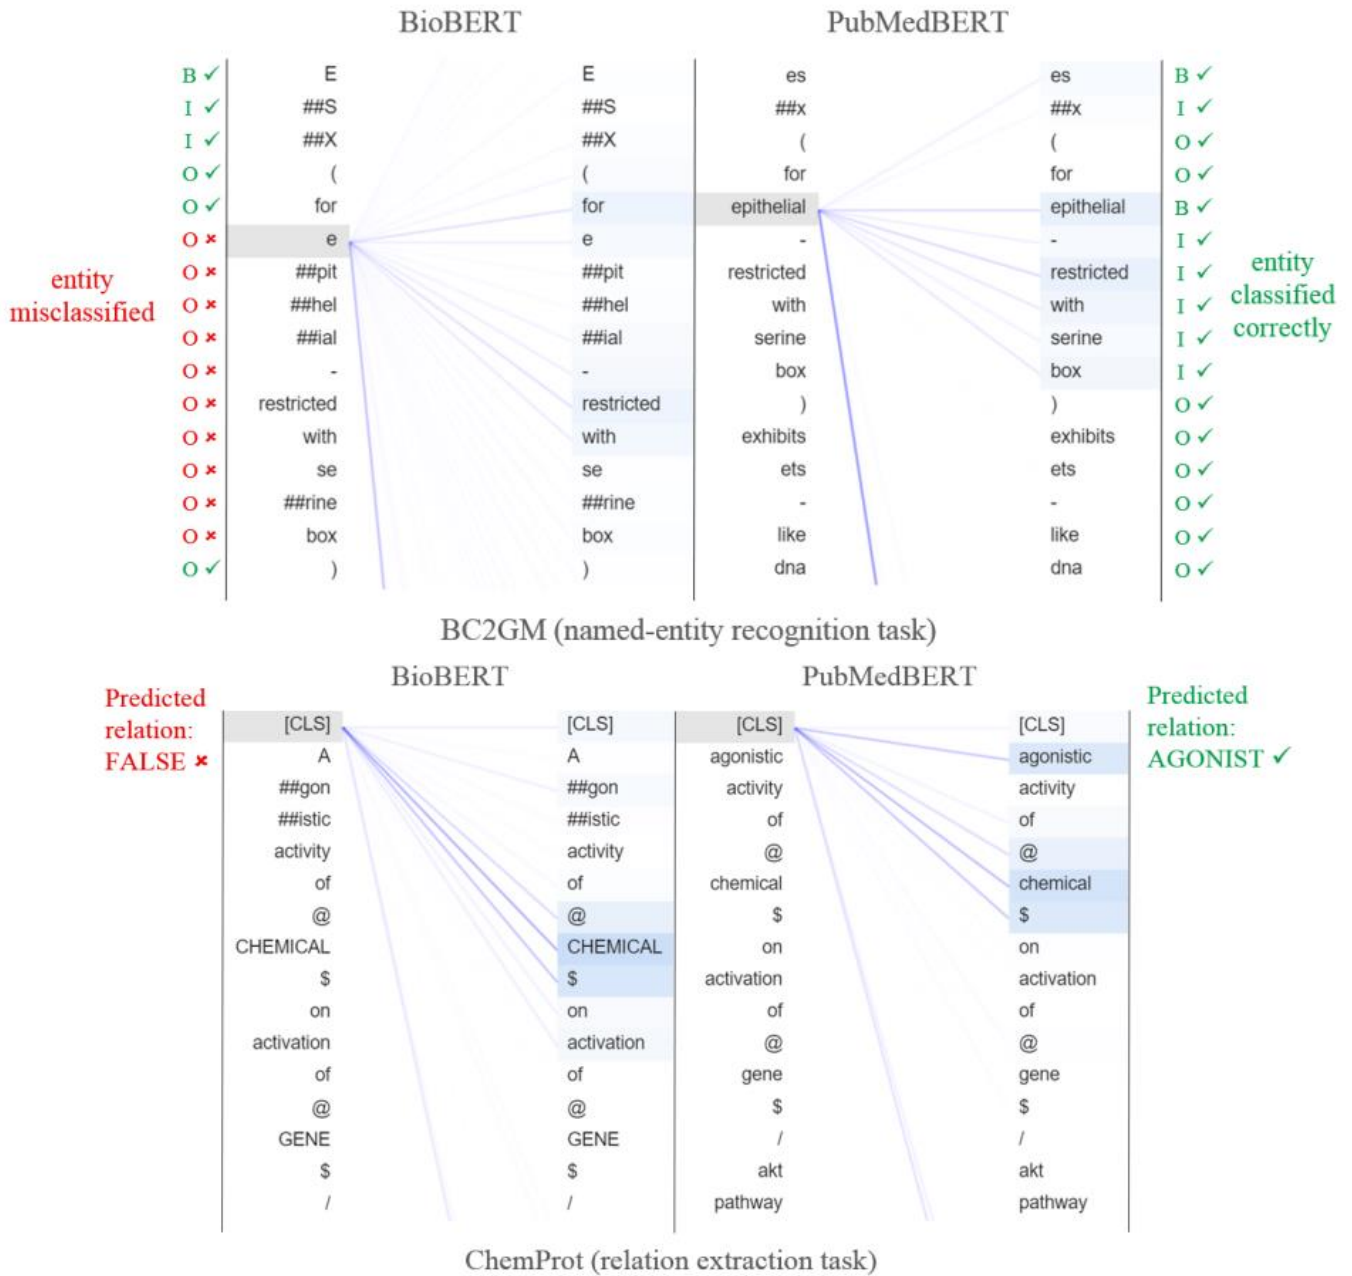 BioBERT PubMedBERT
B ✓ E E es es B ✓
I ✓ ##S ##S ##x ##x I ✓
I ✓ ##X ##X ( ( O ✓
O ✓ ( ( for for O ✓
O ✓ for for epithelial epithelial B ✓
O × e e - - I ✓
O × ##pit ##pit restricted restricted I ✓
O × ##hel ##hel with with I ✓
O × ##ial ##ial serine serine I ✓
O × - - box box I ✓
O × restricted restricted ) ) O ✓
O × with with exhibits exhibits O ✓
O × se se ets ets O ✓
O × ##rine ##rine - - O ✓
O × box box like like O ✓
O ✓ ) ) dna dna O ✓
entity
misclassified
entity
classified
correctly
BC2GM (named-entity recognition task)
BioBERT PubMedBERT
Predicted
relation:
FALSE ×
Predicted
relation:
AGONIST ✓
[CLS] [CLS] [CLS] [CLS]
A A agonistic agonistic
##gon ##gon activity activity
##istic ##istic of of
activity activity @ @
of of chemical chemical
@ @ $ $
CHEMICAL CHEMICAL on on
$ $ activation activation
on on of of
activation activation @ @
of of gene gene
@ @ $ $
GENE GENE / /
$ $ akt akt
/ / pathway pathway
ChemProt (relation extraction task)